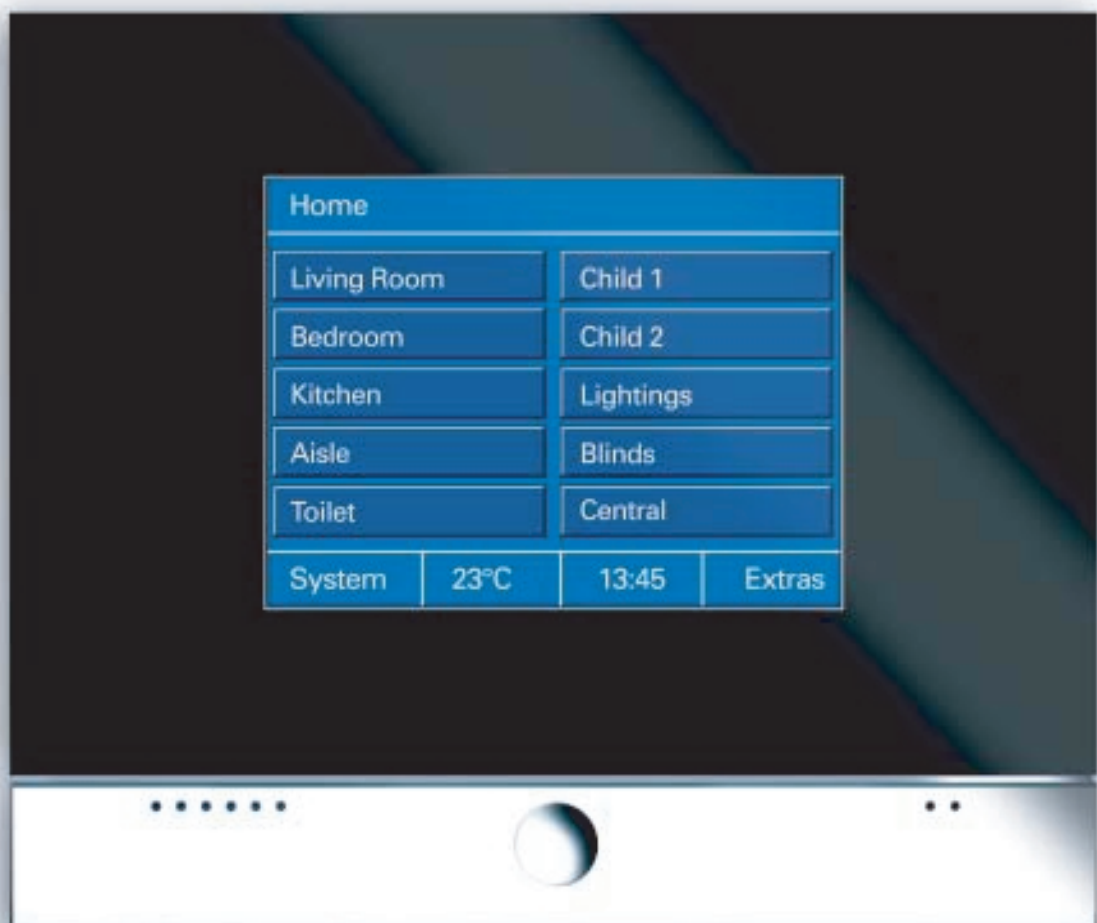 Home
Living Room
Child 1
Bedroom
Child 2
Kitchen
Lightings
Aisle
Blinds
Toilet
Central
System 23°C 13:45 Extras